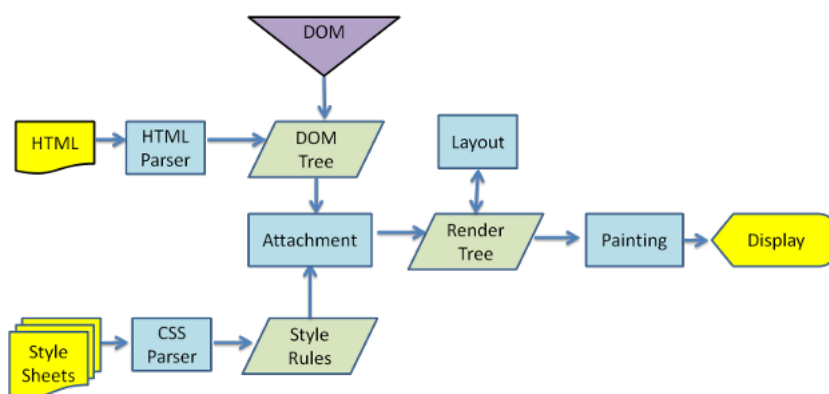 DOM
HTML
HTML
Parser
DOM
Tree
Layout
Attachment
Render
Tree
Painting
Display
Style
Sheets
CSS
Parser
Style
Rules